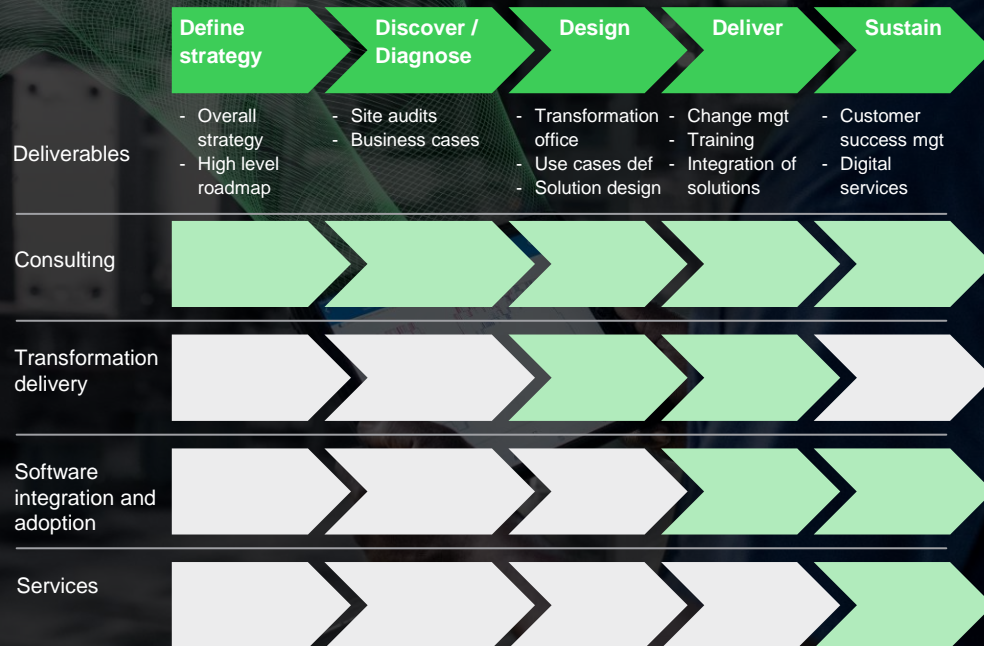 Define
strategy
Discover /
Diagnose
Design
Deliver
Sustain
Deliverables
- Overall
strategy
- High level
roadmap
- Site audits
- Business cases
- Transformation
office
- Use cases def
- Solution design
- Change mgt
- Training
- Integration of
solutions
- Customer
success mgt
- Digital
services
Consulting
Transformation
delivery
Software
integration and
adoption
Services